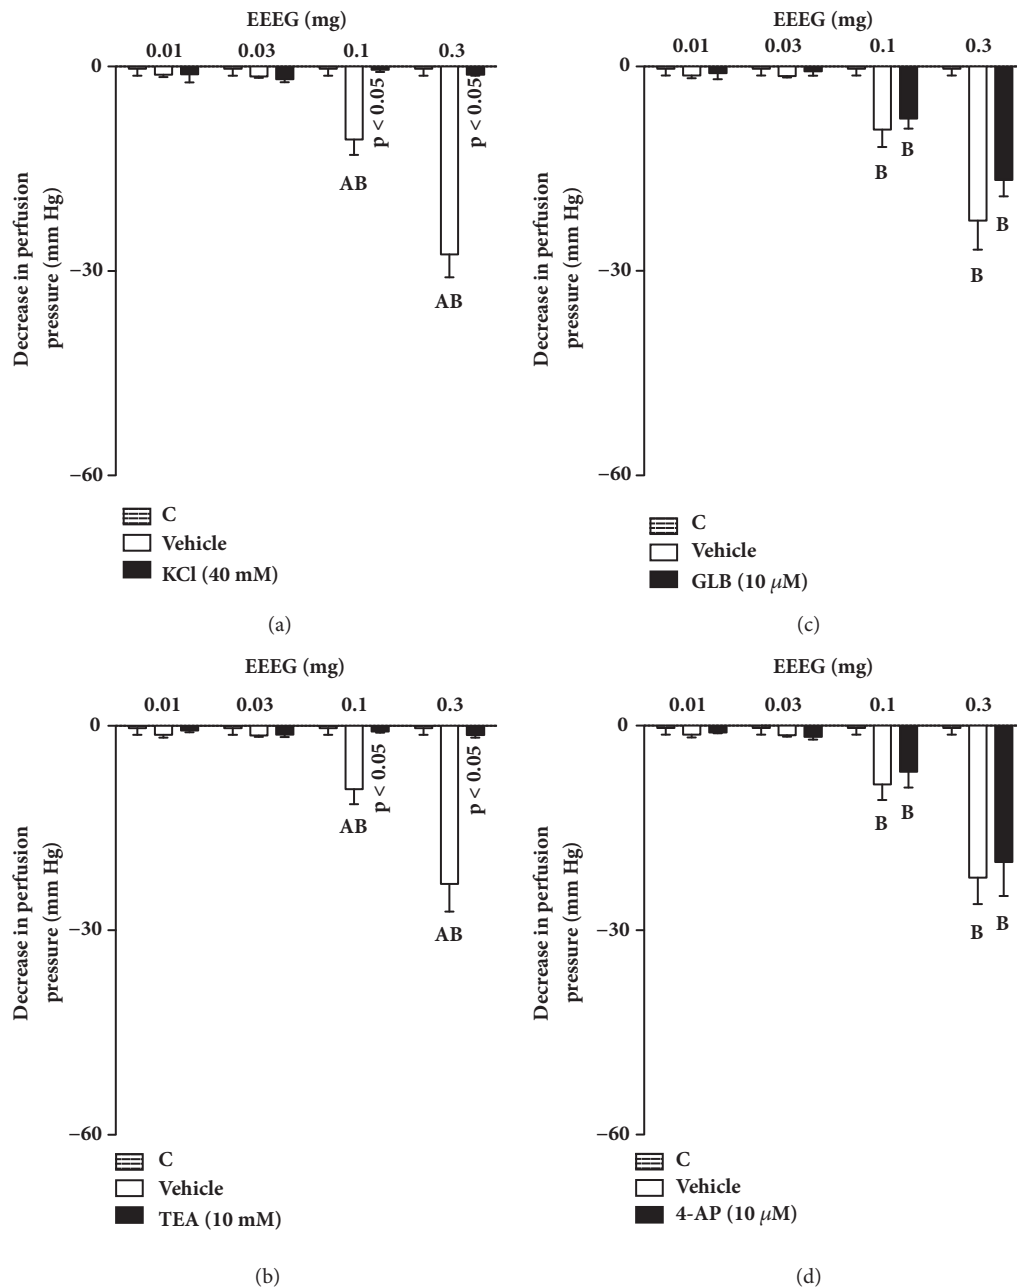 EEEG (mg)
0.01 0.03 0.1 0.3
0
−30
−60
Decrease in perfusion
pressure (mm Hg)
p < 0.05
p < 0.05
AB
AB
C
Vehicle
KCl (40 mM)
(a)
EEEG (mg)
0.01 0.03 0.1 0.3
0
−30
−60
Decrease in perfusion
pressure (mm Hg)
B
B
B
B
C
Vehicle
GLB (10 μM)
(c)
EEEG (mg)
0.01 0.03 0.1 0.3
0
−30
−60
Decrease in perfusion
pressure (mm Hg)
p < 0.05
p < 0.05
AB
AB
C
Vehicle
TEA (10 mM)
(b)
EEEG (mg)
0.01 0.03 0.1 0.3
0
−30
−60
Decrease in perfusion
pressure (mm Hg)
B
B
B
B
C
Vehicle
4-AP (10 μM)
(d)